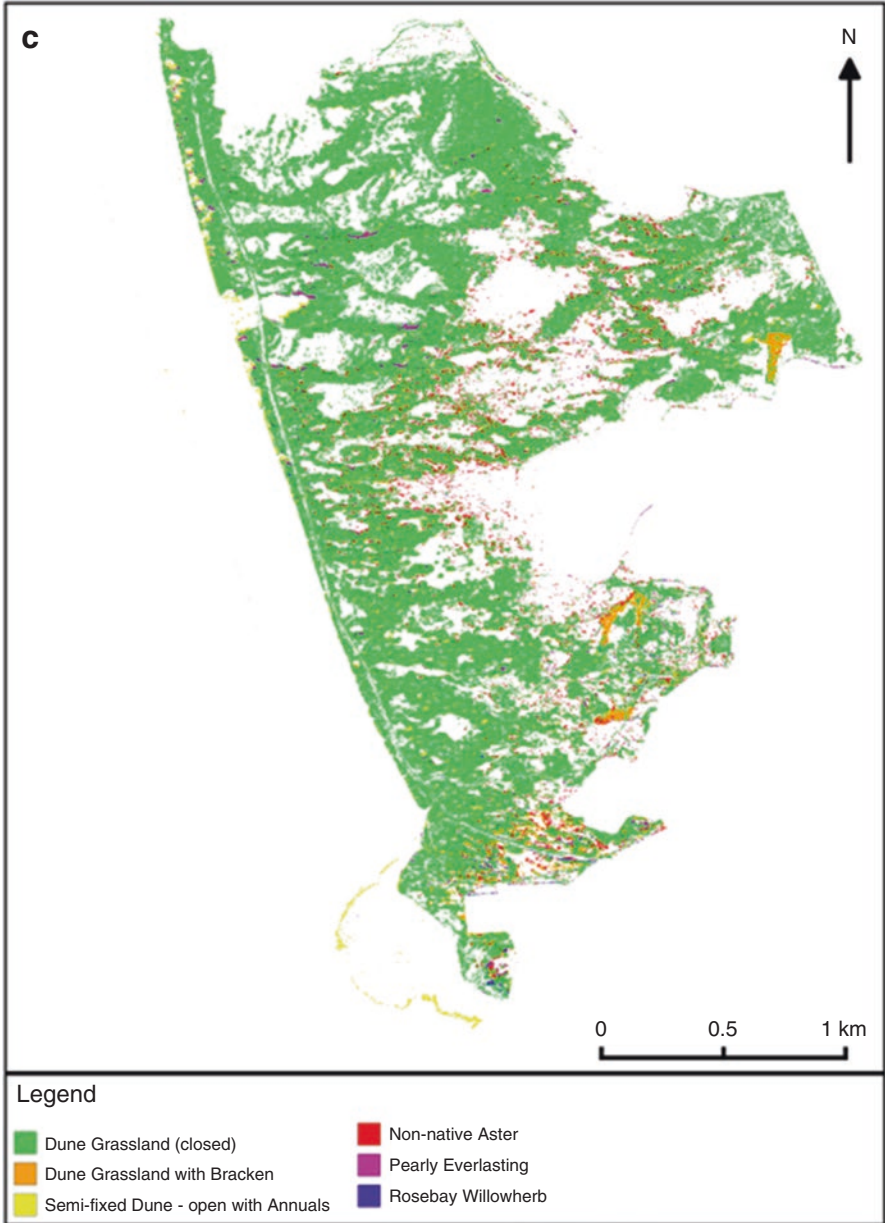 c
N
0 0.5 1 km
Legend
Dune Grassland (closed)
Dune Grassland with Bracken
Semi-fixed Dune - open with Annuals
Non-native Aster
Pearly Everlasting
Rosebay Willowherb